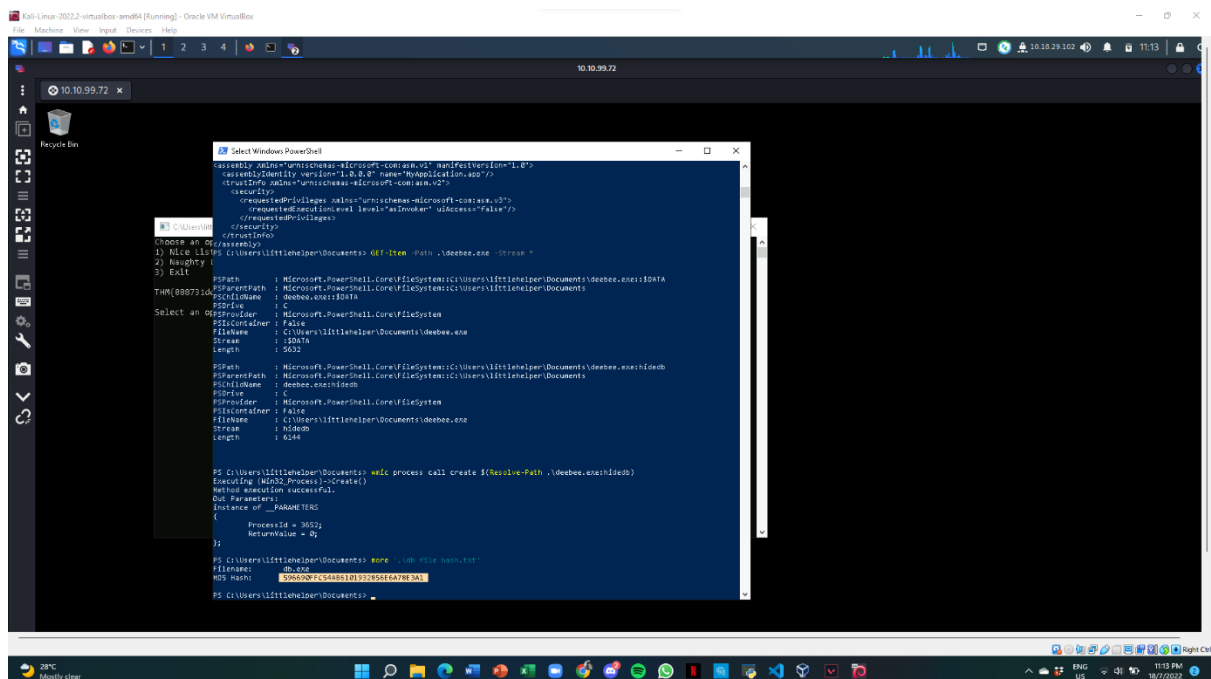 Kali-Linux-2022.2-virtualbox-amd64 [Running] - Oracle VM VirtualBox
File Machine View Input Devices Help
1 2 3 4
10.18.29.102
11:13
10.10.99.72
10.10.99.72
Recycle Bin
Select Windows PowerShell
<assembly xmlns="urn:schemas-microsoft-com:asm.v1" manifestVersion="1.0">
<assemblyIdentity version="1.0.0.0" name="MyApplication.app"/>
<trustInfo xmlns="urn:schemas-microsoft-com:asm.v2">
<security>
<requestedPrivileges xmlns="urn:schemas-microsoft-com:asm.v3">
<requestedExecutionLevel level="asInvoker" uiAccess="false"/>
</requestedPrivileges>
</security>
</trustInfo>
</assembly>
PS C:\Users\littlehelper\Documents> GET-Item -Path .\deebee.exe -Stream *
PSPath : Microsoft.PowerShell.Core\FileSystem::C:\Users\littlehelper\Documents\deebee.exe::$DATA
PSParentPath : Microsoft.PowerShell.Core\FileSystem::C:\Users\littlehelper\Documents
PSChildName : deebee.exe::$DATA
PSDrive : C
PSProvider : Microsoft.PowerShell.Core\FileSystem
PSIsContainer : False
FileName : C:\Users\littlehelper\Documents\deebee.exe
Stream : :$DATA
Length : 5632
PSPath : Microsoft.PowerShell.Core\FileSystem::C:\Users\littlehelper\Documents\deebee.exe:hidedb
PSParentPath : Microsoft.PowerShell.Core\FileSystem::C:\Users\littlehelper\Documents
PSChildName : deebee.exe:hidedb
PSDrive : C
PSProvider : Microsoft.PowerShell.Core\FileSystem
PSIsContainer : False
FileName : C:\Users\littlehelper\Documents\deebee.exe
Stream : hidedb
Length : 6144
PS C:\Users\littlehelper\Documents> wmic process call create $(Resolve-Path .\deebee.exe:hidedb)
Executing (Win32_Process)->Create()
Method execution successful.
Out Parameters:
instance of __PARAMETERS
{
ProcessId = 3652;
ReturnValue = 0;
};
PS C:\Users\littlehelper\Documents> more '.\db file hash.txt'
Filename: db.exe
MD5 Hash: 596690FFC54AB6101932856E6A78E3A1
PS C:\Users\littlehelper\Documents>
C:\Users\litt
Choose an op
1) Nice List
2) Naughty L
3) Exit
THM{088731dd
Select an op
Right Ctrl
28°C
Mostly clear
ENG
US
11:13 PM
18/7/2022